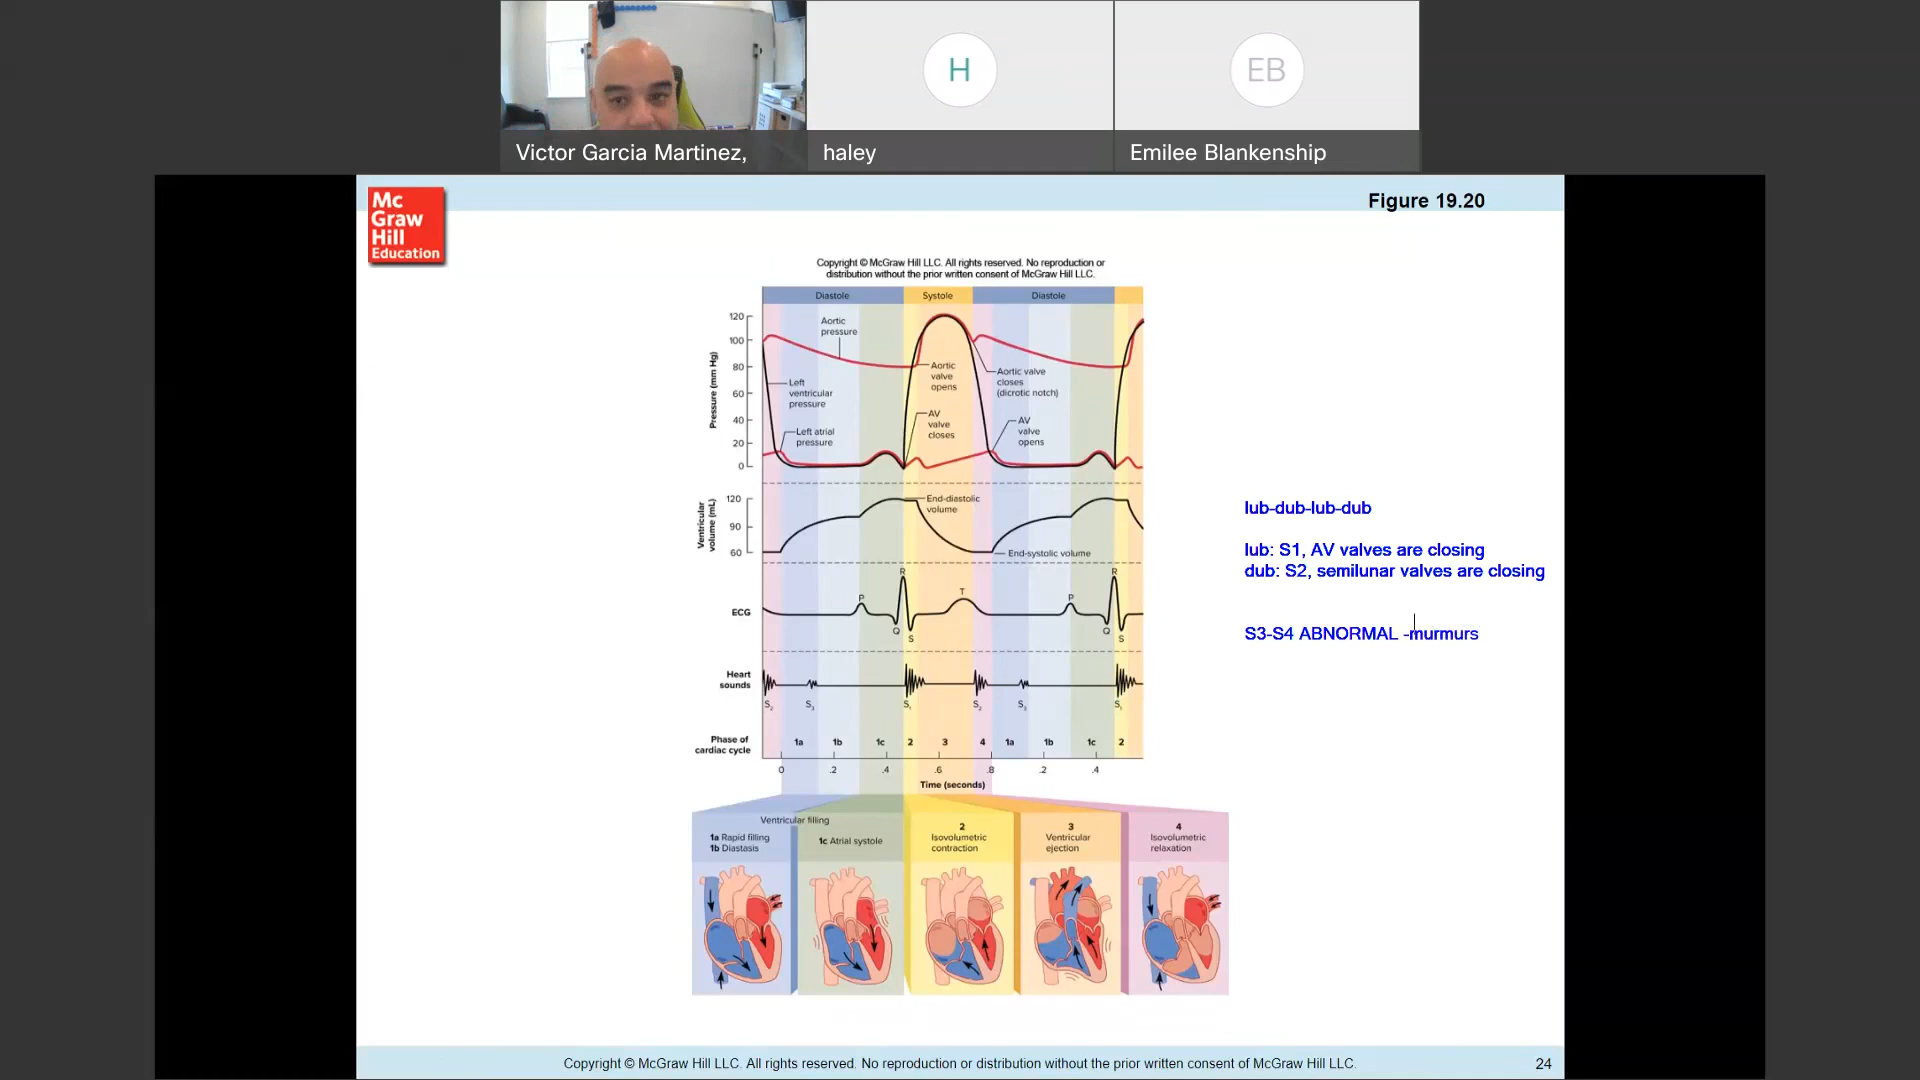 H
EB
Victor Garcia Martinez,
haley
Emilee Blankenship
Mc
Graw
Hill
Education
Figure 19.20
Copyright © McGraw Hill LLC. All rights reserved. No reproduction or
distribution without the prior written consent of McGraw Hill LLC.
Diastole
Systole
Diastole
Pressure (mm Hg)
120
100
80
60
40
20
0
Aortic
pressure
Left
ventricular
pressure
Left atrial
pressure
Aortic
valve
opens
AV
valve
closes
Aortic valve
closes
(dicrotic notch)
AV
valve
opens
Ventricular
volume (mL)
120
90
60
End-diastolic
volume
End-systolic volume
ECG
P
Q
R
S
T
P
Q
R
S
Heart
sounds
S2
S3
S1
S2
S3
S1
Phase of
cardiac cycle
1a
1b
1c
2
3
4
1a
1b
1c
2
0
.2
.4
.6
.8
.2
.4
Time (seconds)
Ventricular filling
1a Rapid filling
1b Diastasis
1c Atrial systole
2
Isovolumetric
contraction
3
Ventricular
ejection
4
Isovolumetric
relaxation
lub-dub-lub-dub
lub: S1, AV valves are closing
dub: S2, semilunar valves are closing
S3-S4 ABNORMAL -murmurs
Copyright © McGraw Hill LLC. All rights reserved. No reproduction or distribution without the prior written consent of McGraw Hill LLC.
24